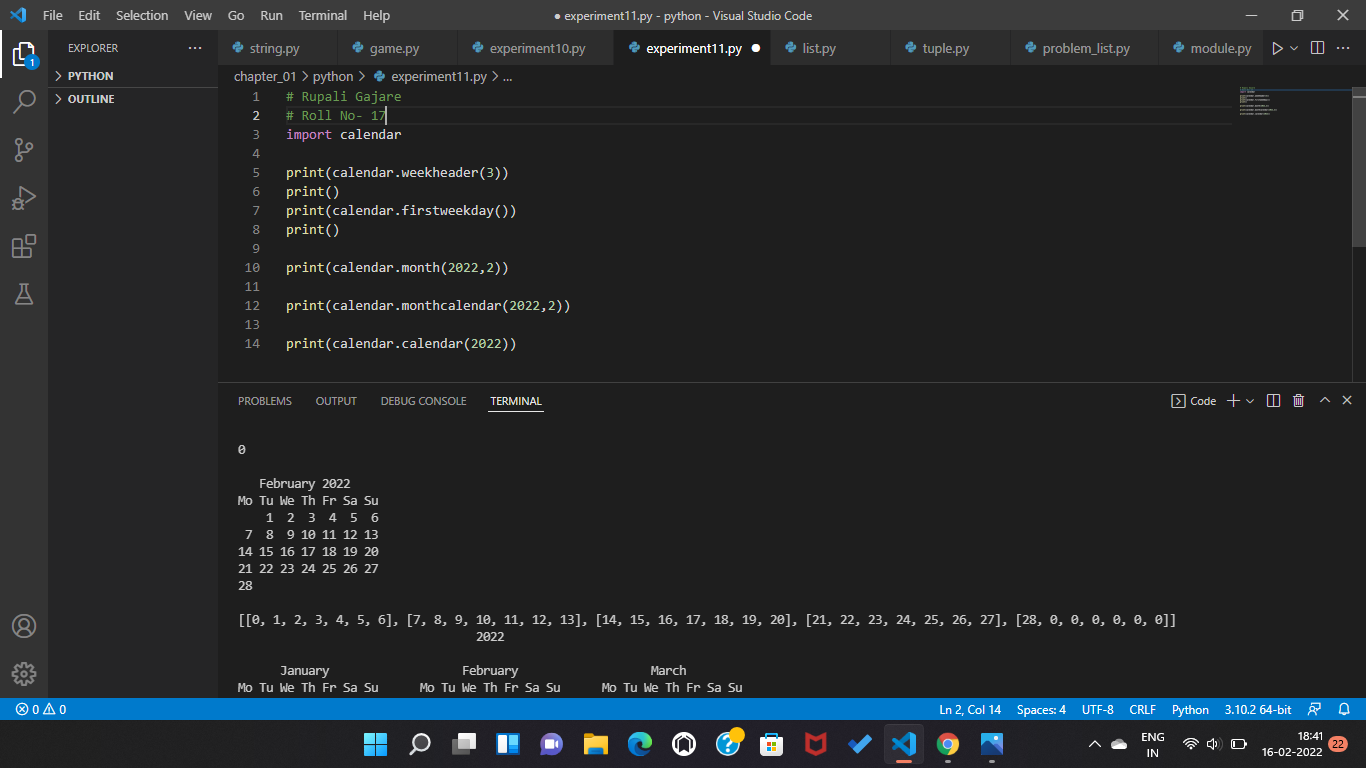 File Edit Selection View Go Run Terminal Help ● experiment11.py - python - Visual Studio Code
EXPLORER ···
1
PYTHON
OUTLINE
string.py game.py experiment10.py experiment11.py ● list.py tuple.py problem_list.py module.py ···
chapter_01 > python > experiment11.py > ...
1 # Rupali Gajare
2 # Roll No- 17
3 import calendar
4
5 print(calendar.weekheader(3))
6 print()
7 print(calendar.firstweekday())
8 print()
9
10 print(calendar.month(2022,2))
11
12 print(calendar.monthcalendar(2022,2))
13
14 print(calendar.calendar(2022))
PROBLEMS OUTPUT DEBUG CONSOLE TERMINAL Code
0
February 2022
Mo Tu We Th Fr Sa Su
1 2 3 4 5 6
7 8 9 10 11 12 13
14 15 16 17 18 19 20
21 22 23 24 25 26 27
28
[[0, 1, 2, 3, 4, 5, 6], [7, 8, 9, 10, 11, 12, 13], [14, 15, 16, 17, 18, 19, 20], [21, 22, 23, 24, 25, 26, 27], [28, 0, 0, 0, 0, 0, 0]]
2022
January February March
Mo Tu We Th Fr Sa Su Mo Tu We Th Fr Sa Su Mo Tu We Th Fr Sa Su
0 0 Ln 2, Col 14 Spaces: 4 UTF-8 CRLF Python 3.10.2 64-bit
ENG 18:41
IN 16-02-2022 22